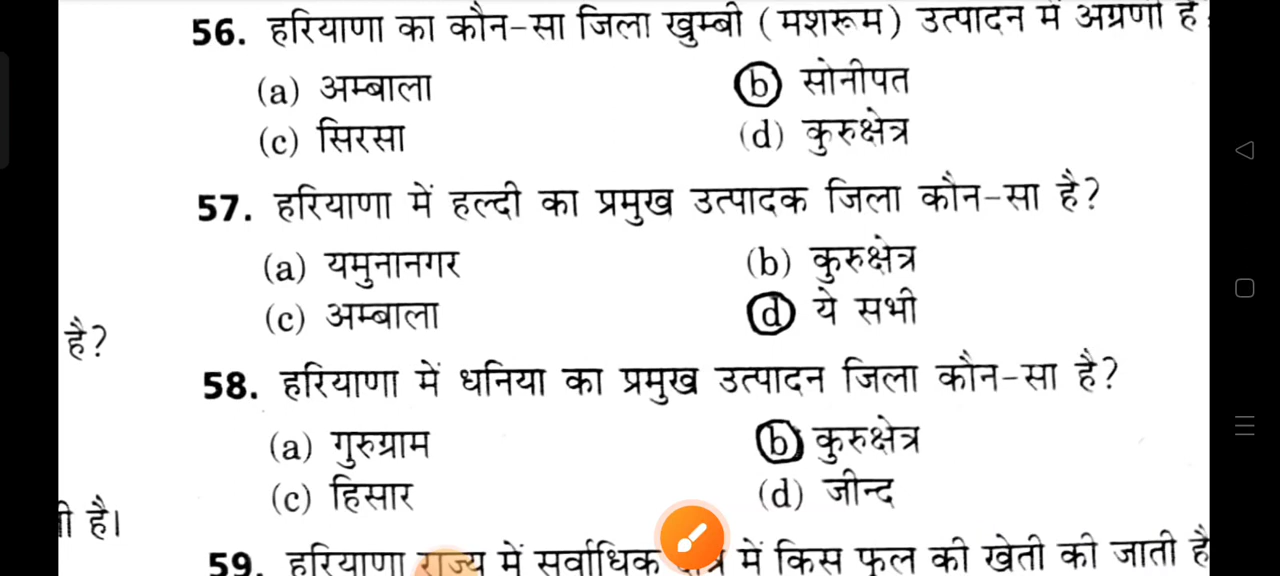 56. हरियाणा का कौन-सा जिला खुम्बी (मशरूम) उत्पादन में अग्रणी है
(a) अम्बाला (b) सोनीपत
(c) सिरसा (d) कुरुक्षेत्र
57. हरियाणा में हल्दी का प्रमुख उत्पादक जिला कौन-सा है?
(a) यमुनानगर (b) कुरुक्षेत्र
(c) अम्बाला (d) ये सभी
है?
58. हरियाणा में धनिया का प्रमुख उत्पादन जिला कौन-सा है?
(a) गुरुग्राम (b) कुरुक्षेत्र
(c) हिसार (d) जीन्द
है।
59. हरियाणा राज्य में सर्वाधिक में किस फूल की खेती की जाती है